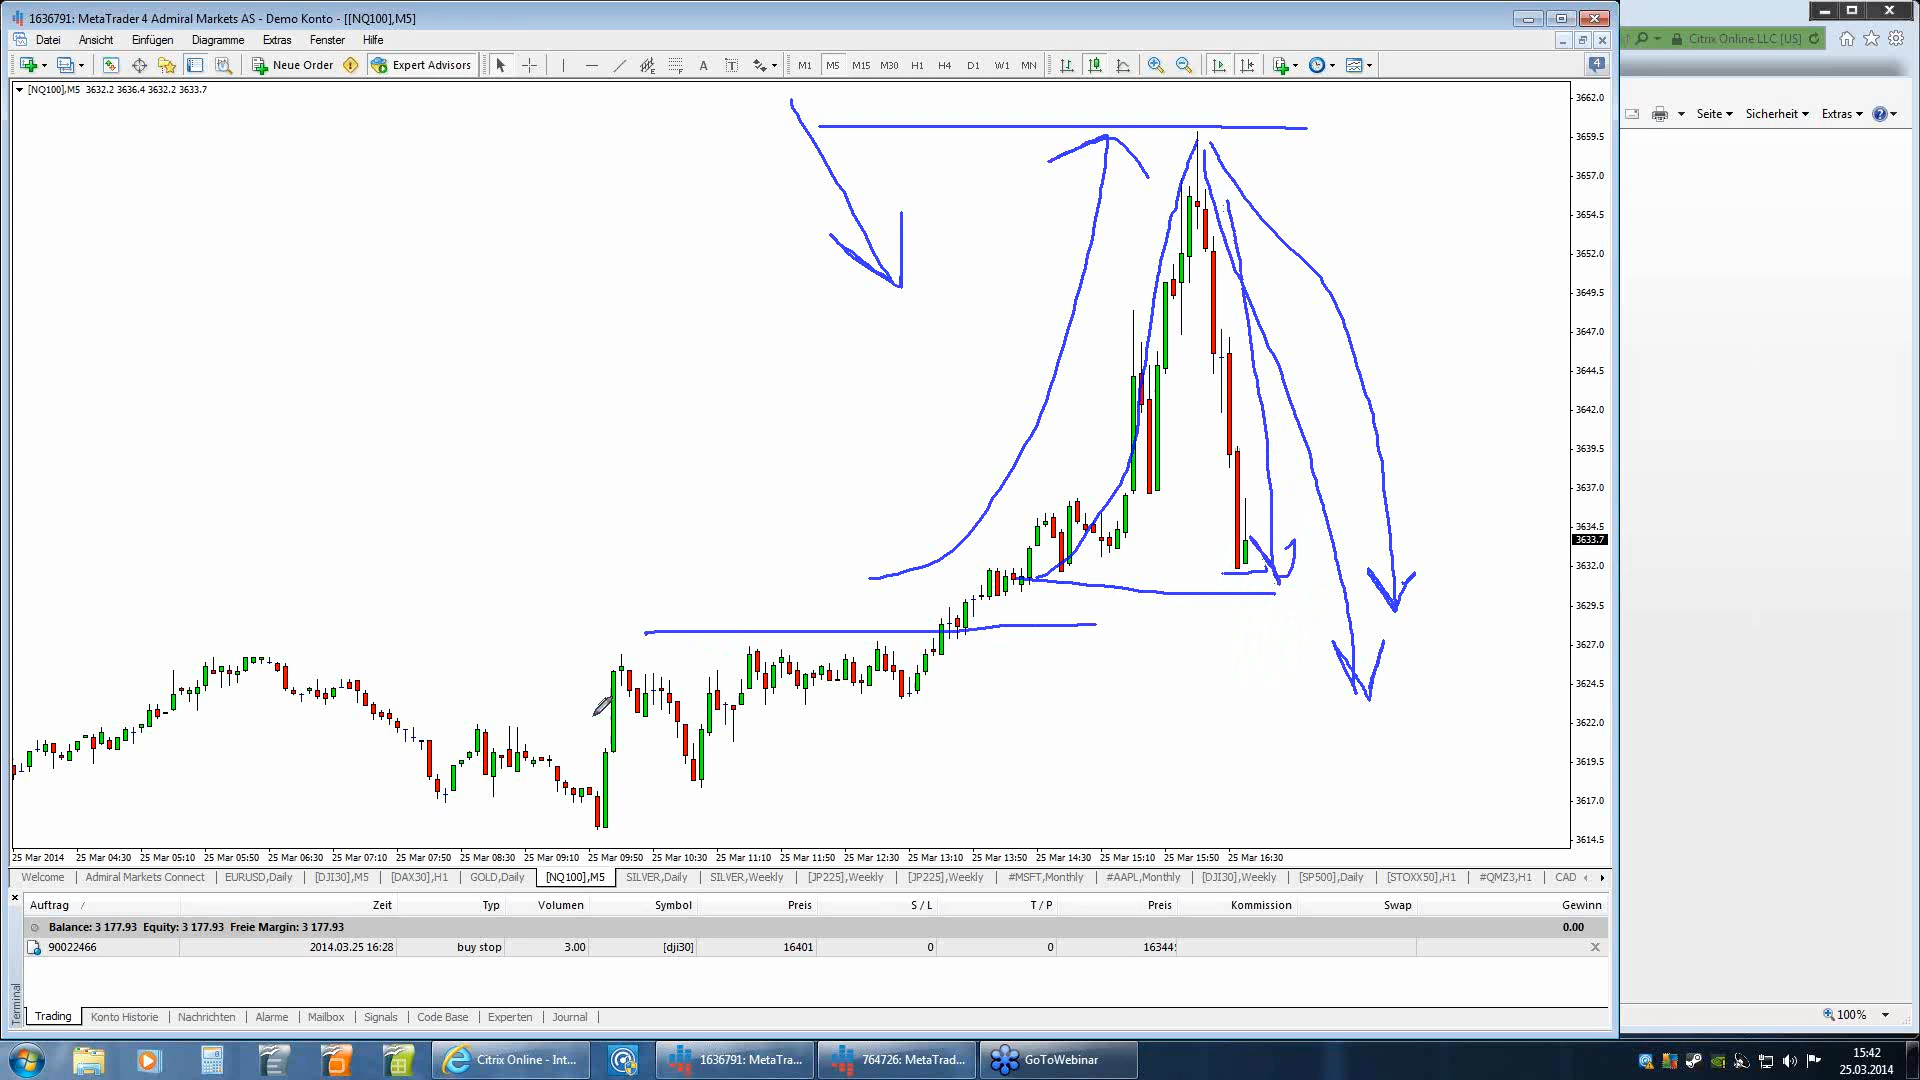 1636791: MetaTrader 4 Admiral Markets AS - Demo Konto - [[NQ100],M5]
Datei Ansicht Einfügen Diagramme Extras Fenster Hilfe
Neue Order Expert Advisors A T M1 M5 M15 M30 H1 H4 D1 W1 MN 4
Citrix Online LLC [US]
Seite Sicherheit Extras
[NQ100],M5 3632.2 3636.4 3632.2 3633.7
3662.0
3659.5
3657.0
3654.5
3652.0
3649.5
3647.0
3644.5
3642.0
3639.5
3637.0
3634.5
3633.7
3632.0
3629.5
3627.0
3624.5
3622.0
3619.5
3617.0
3614.5
25 Mar 2014 25 Mar 04:30 25 Mar 05:10 25 Mar 05:50 25 Mar 06:30 25 Mar 07:10 25 Mar 07:50 25 Mar 08:30 25 Mar 09:10 25 Mar 09:50 25 Mar 10:30 25 Mar 11:10 25 Mar 11:50 25 Mar 12:30 25 Mar 13:10 25 Mar 13:50 25 Mar 14:30 25 Mar 15:10 25 Mar 15:50 25 Mar 16:30
Welcome Admiral Markets Connect EURUSD,Daily [DJI30],M5 [DAX30],H1 GOLD,Daily [NQ100],M5 SILVER,Daily SILVER,Weekly [JP225],Weekly [JP225],Weekly #MSFT,Monthly #AAPL,Monthly [DJI30],Weekly [SP500],Daily [STOXX50],H1 #QMZ3,H1 CAD
Auftrag / Zeit Typ Volumen Symbol Preis S / L T / P Preis Kommission Swap Gewinn
Balance: 3 177.93 Equity: 3 177.93 Freie Margin: 3 177.93 0.00
90022466 2014.03.25 16:28 buy stop 3.00 [dji30] 16401 0 0 16344
Terminal
Trading Konto Historie Nachrichten Alarme Mailbox Signals Code Base Experten Journal
100%
Citrix Online - Int... 1636791: MetaTra... 764726: MetaTrad... GoToWebinar
15:42
25.03.2014